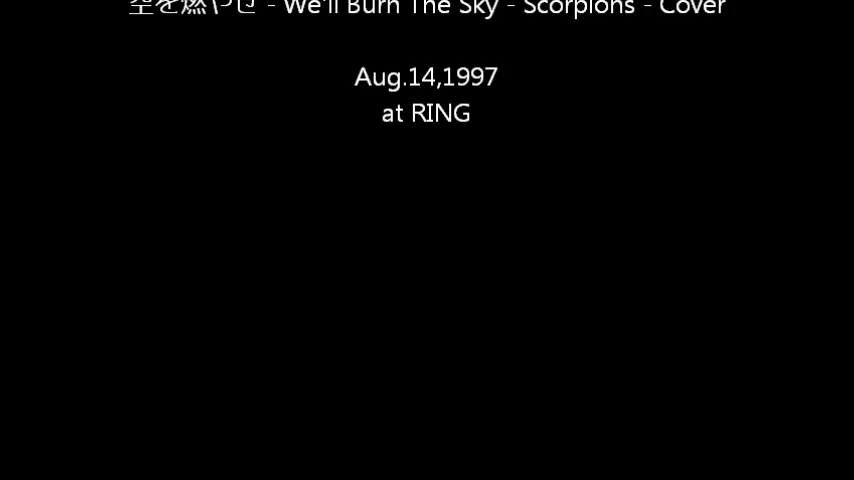 空を燃やせ - We'll Burn The Sky - Scorpions - Cover
Aug.14,1997
at RING